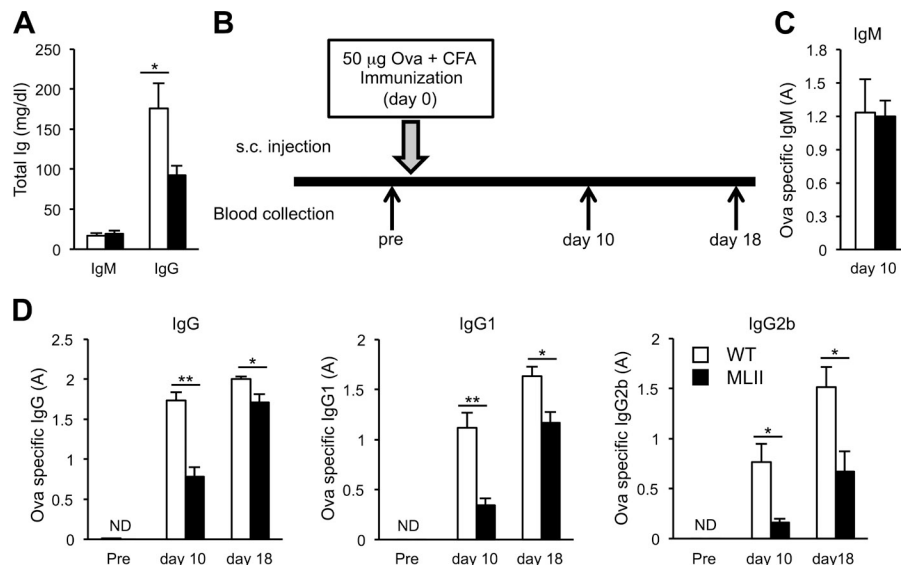 A
Total Ig (mg/dl)
250
200
150
100
50
0
*
IgM
IgG
B
50 μg Ova + CFA
Immunization
(day 0)
s.c. injection
Blood collection
pre
day 10
day 18
C
IgM
Ova specific IgM (A)
1.8
1.5
1.2
0.9
0.6
0.3
0
day 10
D
IgG
Ova specific IgG (A)
2.5
2
1.5
1
0.5
0
ND
**
*
Pre
day 10
day 18
IgG1
Ova specific IgG1 (A)
2
1.5
1
0.5
0
ND
**
*
Pre
day 10
day 18
IgG2b
Ova specific IgG2b (A)
2
1.5
1
0.5
0
WT
MLII
ND
*
*
Pre
day 10
day18